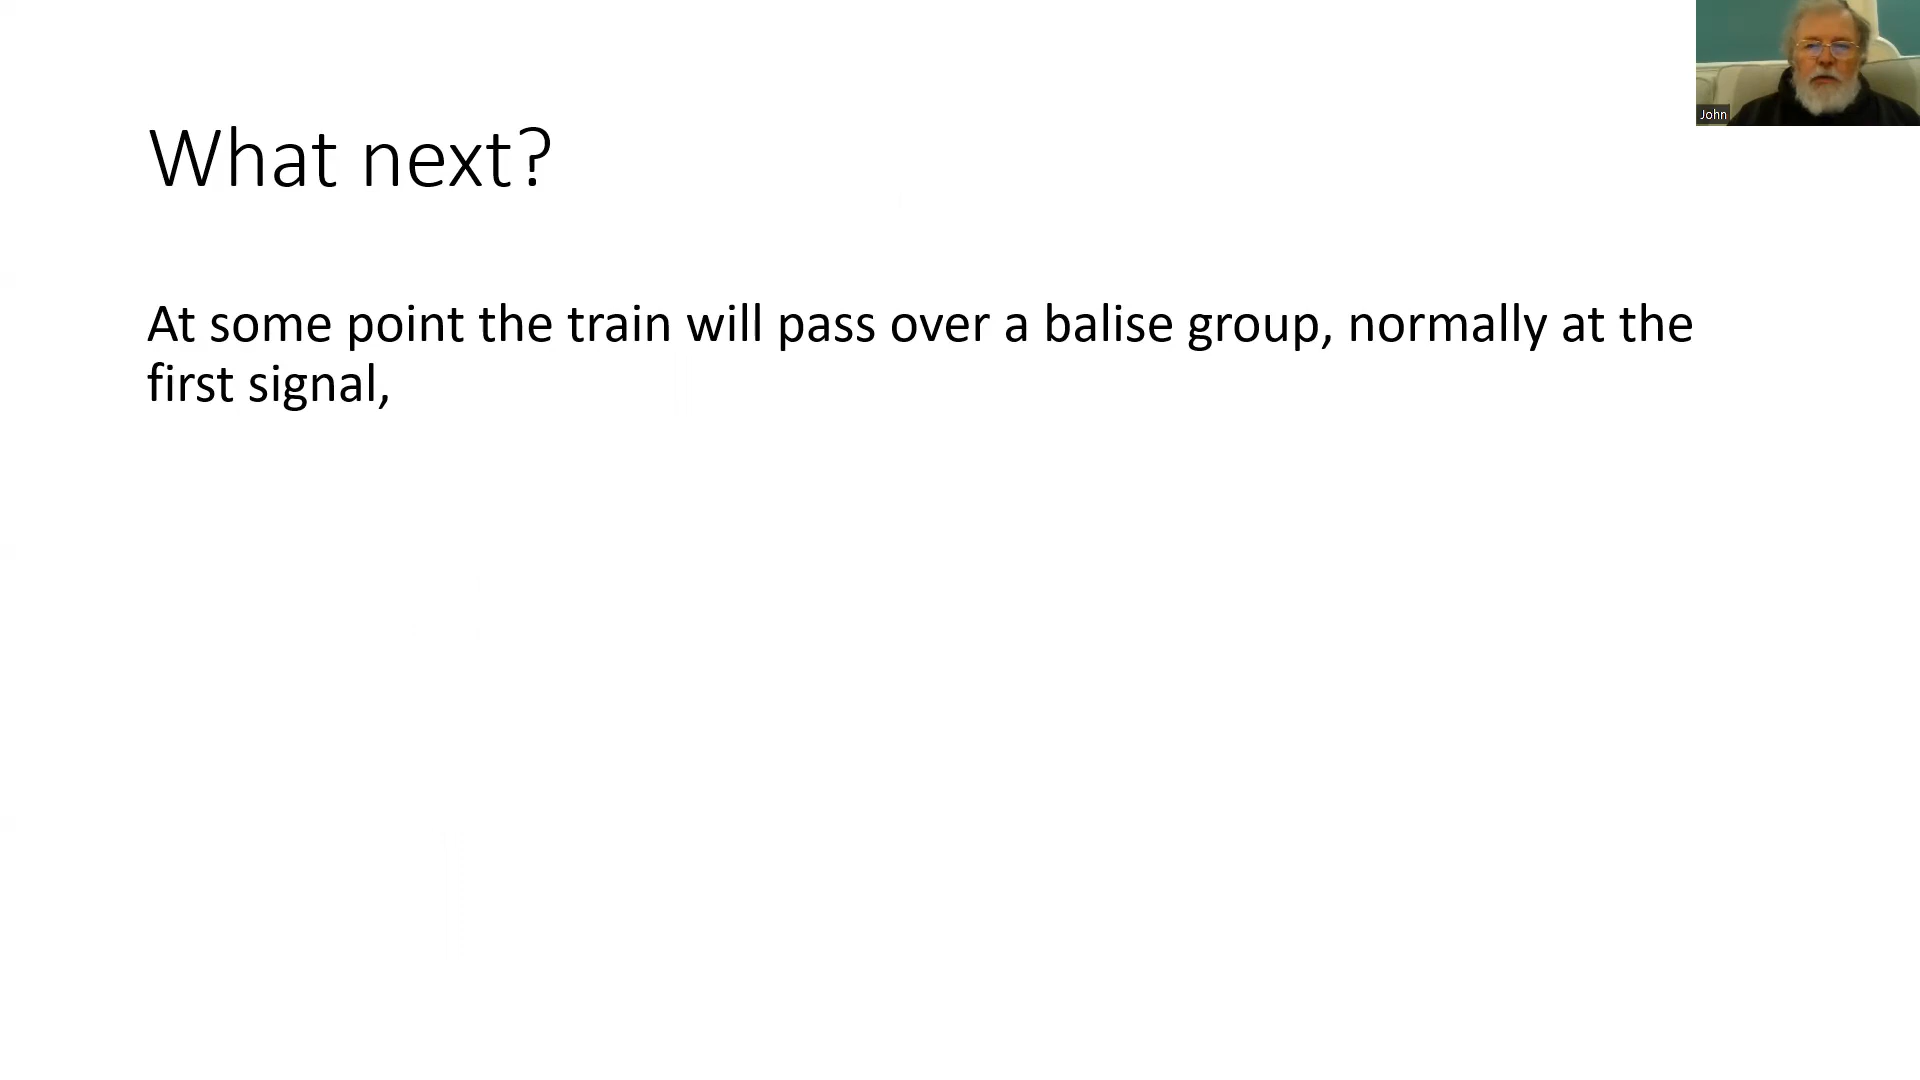 What next?
At some point the train will pass over a balise group, normally at the
first signal,
John